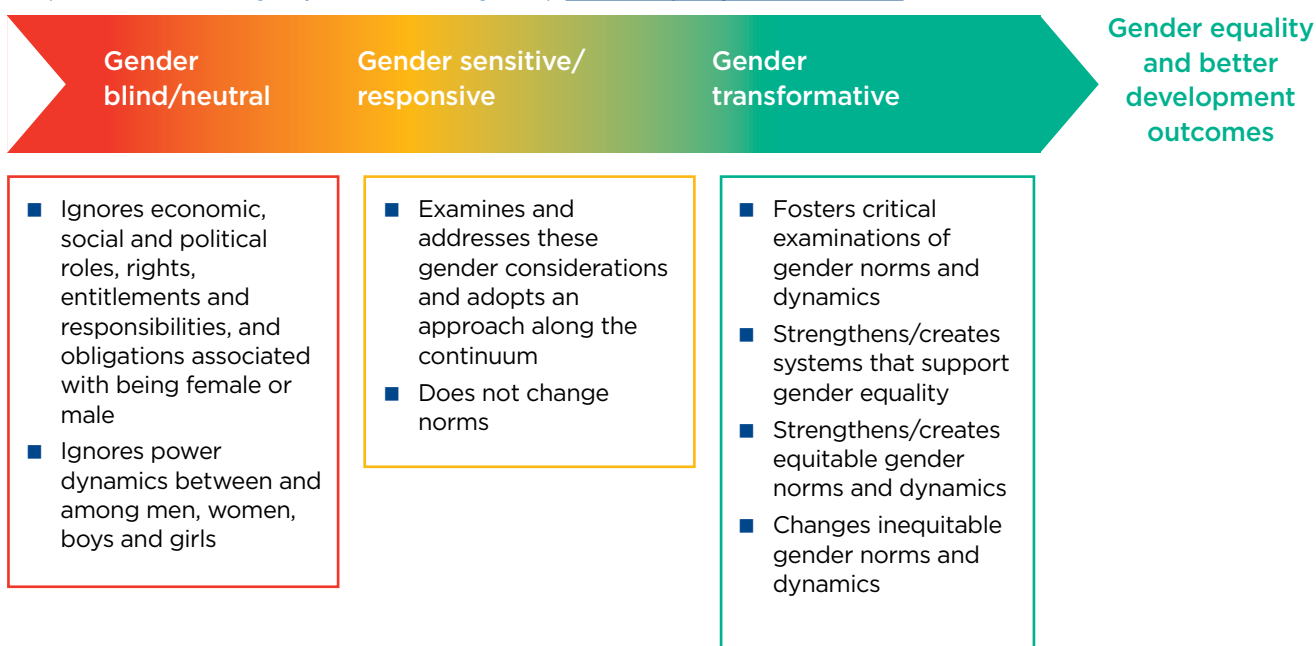 Gender
blind/neutral
Gender sensitive/
responsive
Gender
transformative
Gender equality
and better
development
outcomes
■ Ignores economic,
social and political
roles, rights,
entitlements and
responsibilities, and
obligations associated
with being female or
male
■ Ignores power
dynamics between and
among men, women,
boys and girls
■ Examines and
addresses these
gender considerations
and adopts an
approach along the
continuum
■ Does not change
norms
■ Fosters critical
examinations of
gender norms and
dynamics
■ Strengthens/creates
systems that support
gender equality
■ Strengthens/creates
equitable gender
norms and dynamics
■ Changes inequitable
gender norms and
dynamics